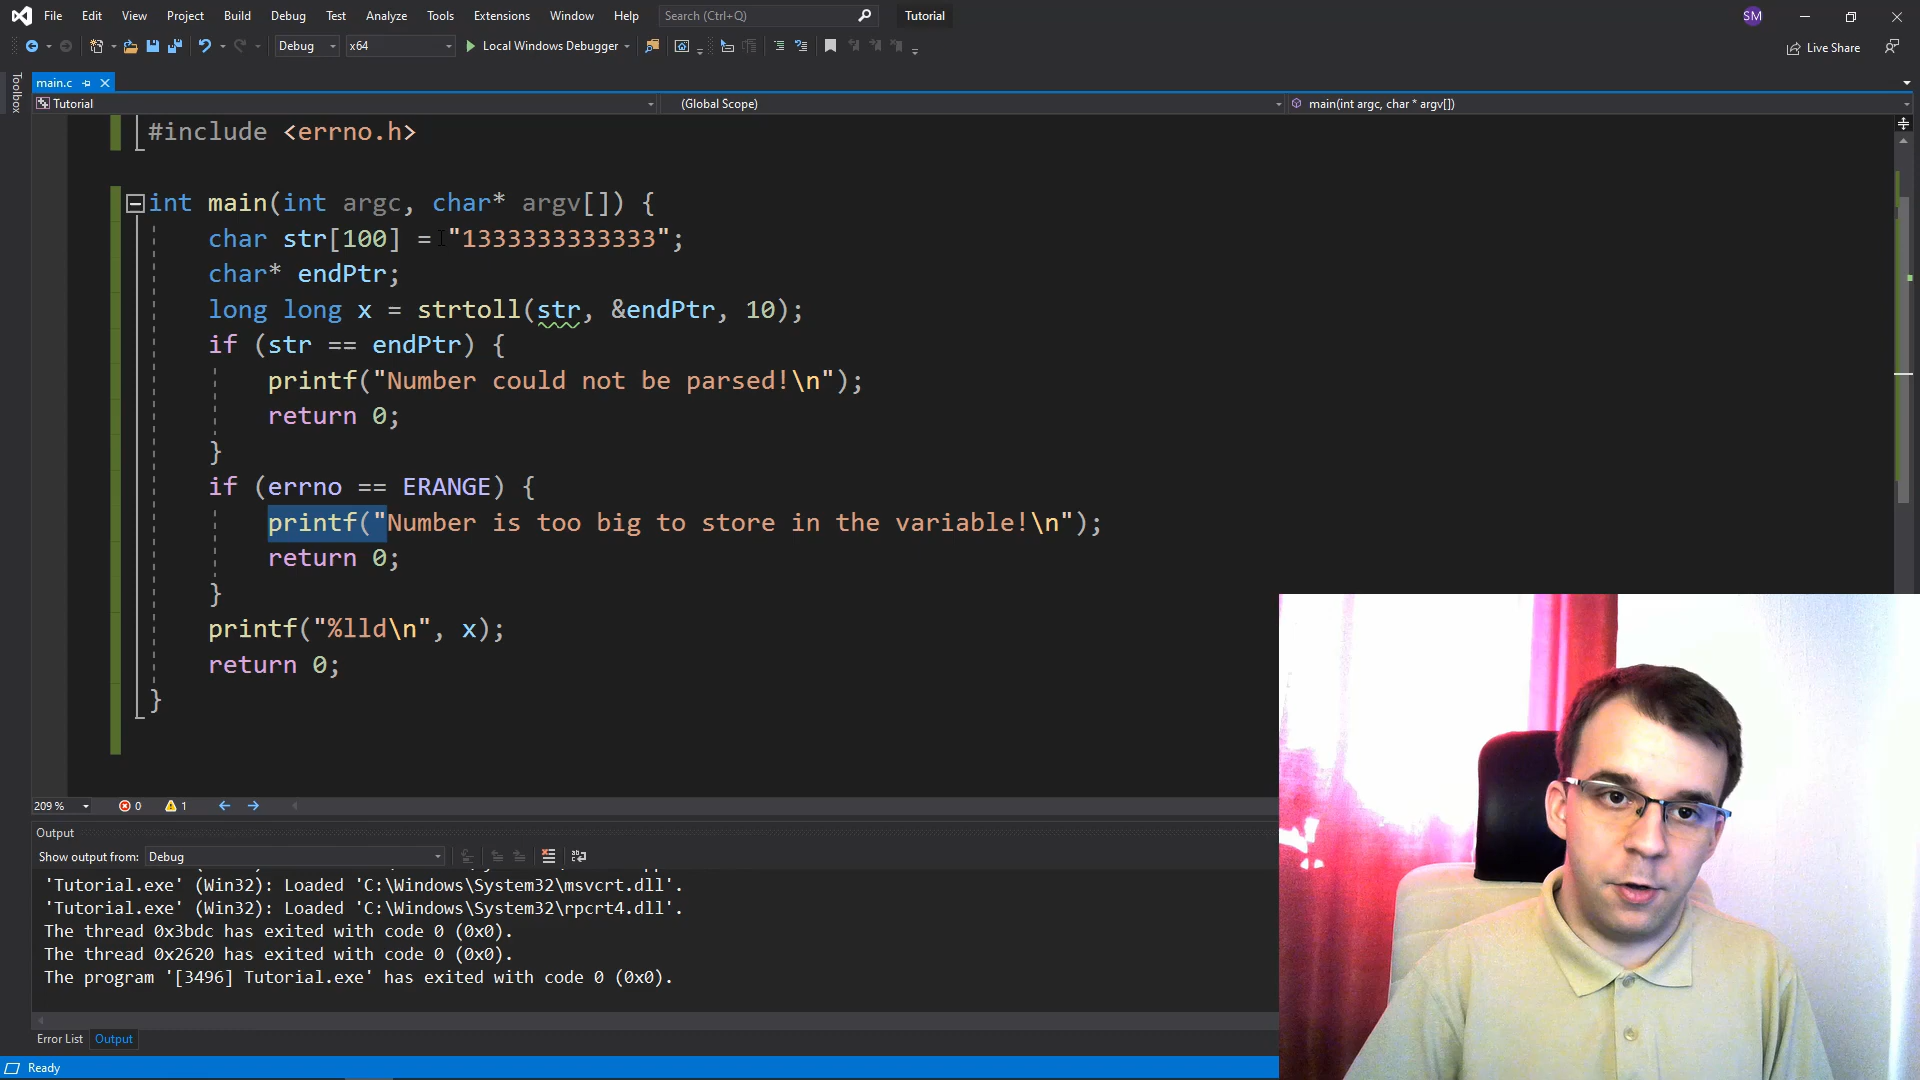 File Edit View Project Build Debug Test Analyze Tools Extensions Window Help Search (Ctrl+Q) Tutorial SM
Debug x64 Local Windows Debugger Live Share
Toolbox
main.c
Tutorial (Global Scope) main(int argc, char * argv[])
#include <errno.h>
int main(int argc, char* argv[]) {
char str[100] = "1333333333333";
char* endPtr;
long long x = strtoll(str, &endPtr, 10);
if (str == endPtr) {
printf("Number could not be parsed!\n");
return 0;
}
if (errno == ERANGE) {
printf("Number is too big to store in the variable!\n");
return 0;
}
printf("%lld\n", x);
return 0;
}
209 % 0 1
Output
Show output from: Debug
'Tutorial.exe' (Win32): Loaded 'C:\Windows\System32\msvcrt.dll'.
'Tutorial.exe' (Win32): Loaded 'C:\Windows\System32\rpcrt4.dll'.
The thread 0x3bdc has exited with code 0 (0x0).
The thread 0x2620 has exited with code 0 (0x0).
The program '[3496] Tutorial.exe' has exited with code 0 (0x0).
Error List Output
Ready